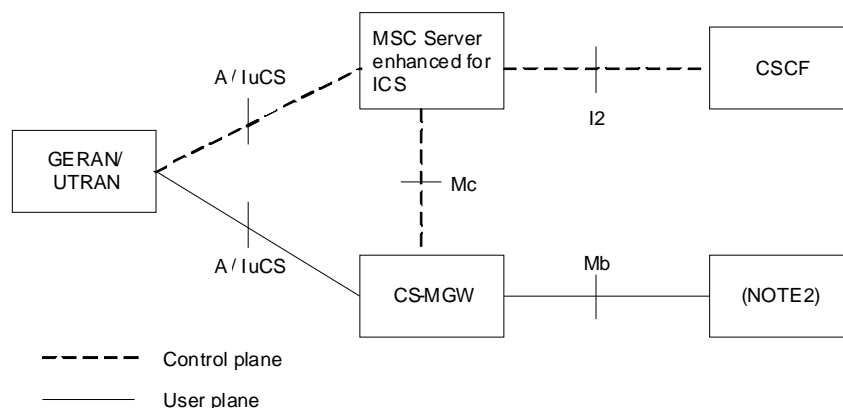 MSC Server
enhanced for
ICS
CSCF
A / IuCS
I2
GERAN/
UTRAN
Mc
A / IuCS
CS-MGW
Mb
(NOTE2)
Control plane
User plane